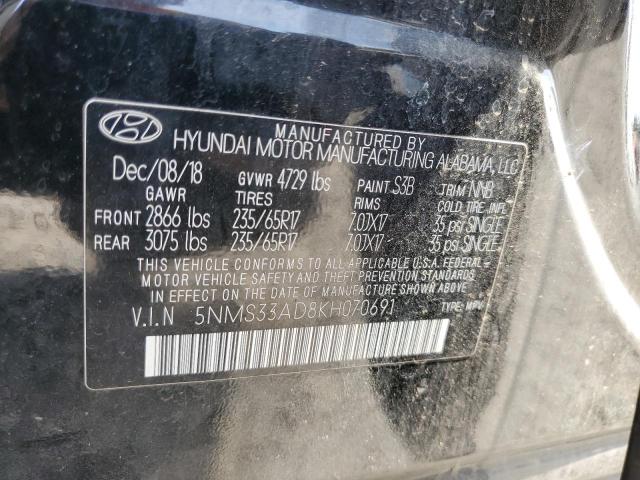 MANUFACTURED BY
HYUNDAI MOTOR MANUFACTURING ALABAMA, LLC
Dec/08/18 GVWR 4729 lbs PAINT S3B TRIM NNB
GAWR TIRES RIMS COLD TIRE INFL.
FRONT 2866 lbs 235/65R17 7.0JX17 35 psi SINGLE
REAR 3075 lbs 235/65R17 7.0JX17 35 psi SINGLE
THIS VEHICLE CONFORMS TO ALL APPLICABLE U.S.A. FEDERAL
MOTOR VEHICLE SAFETY AND THEFT PREVENTION STANDARDS
IN EFFECT ON THE DATE OF MANUFACTURE SHOWN ABOVE.
V.I.N 5NMS33AD8KH070691 TYPE: MPV